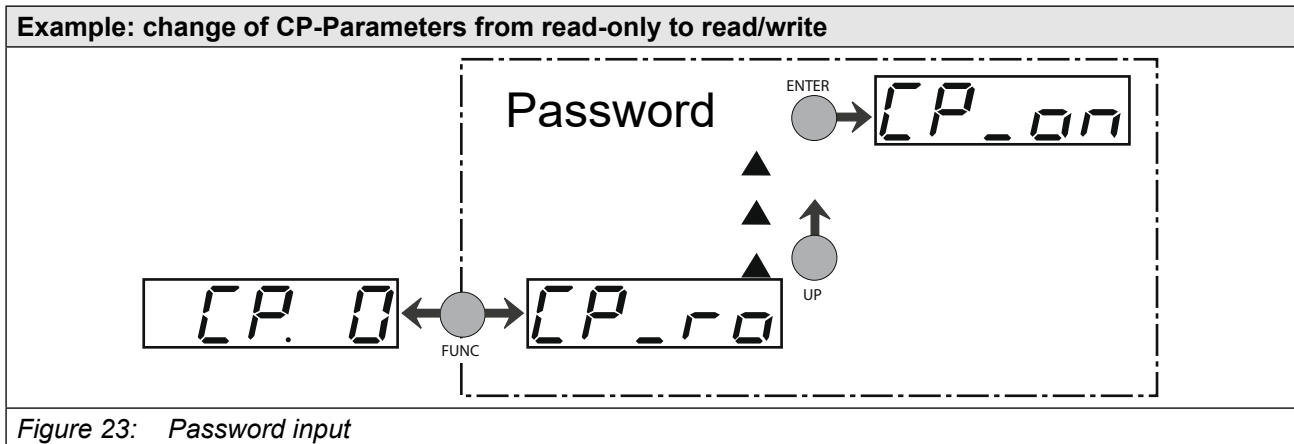 Example: change of CP-Parameters from read-only to read/write
Password
ENTER
CP_on
UP
CP. 0
FUNC
CP_ro
Figure 23: Password input